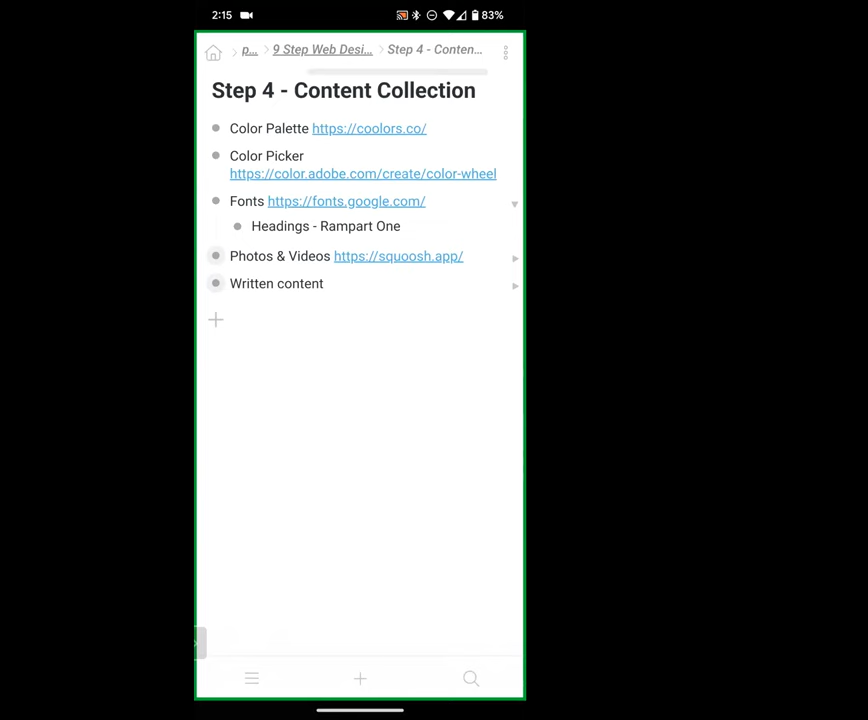 2:15
83%
p... 9 Step Web Desi... Step 4 - Conten...
Step 4 - Content Collection
Color Palette https://coolors.co/
Color Picker
https://color.adobe.com/create/color-wheel
Fonts https://fonts.google.com/
Headings - Rampart One
Photos & Videos https://squoosh.app/
Written content